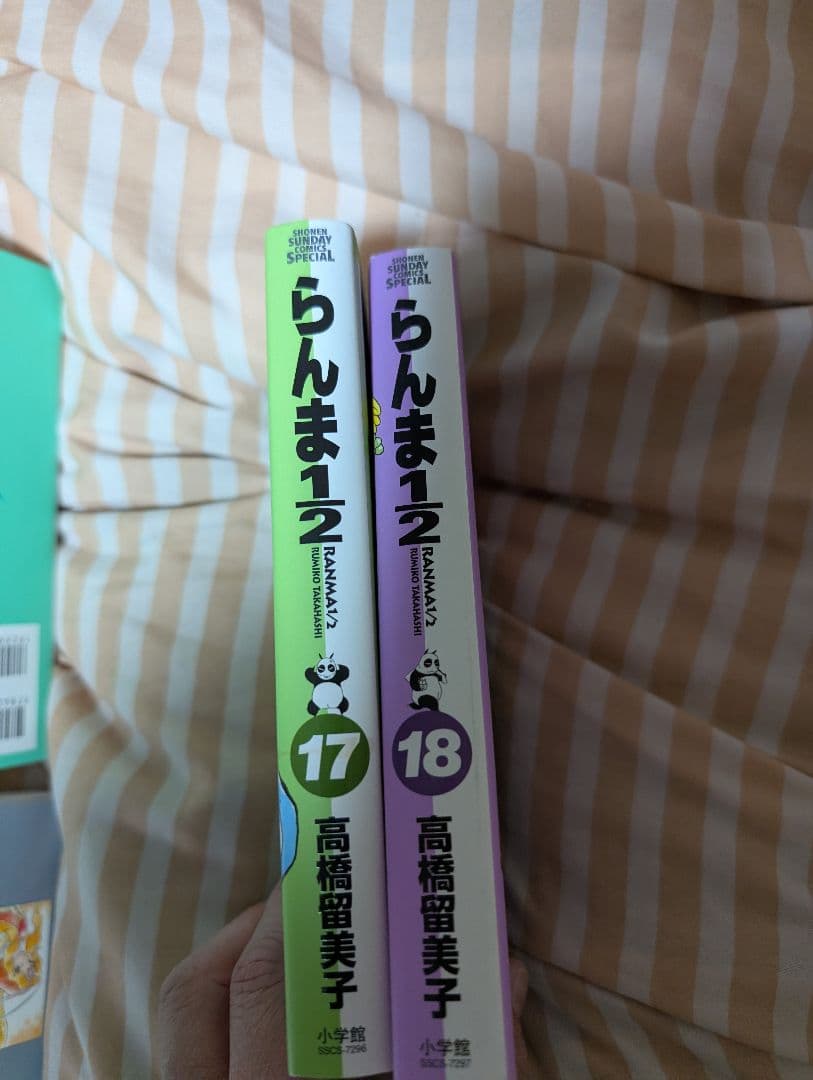 SHONEN
SUNDAY
COMICS
SPECIAL
らんま1/2
RANMA1/2
RUMIKO TAKAHASHI
17
高橋留美子
小学館
SSCS-7296
SHONEN
SUNDAY
COMICS
SPECIAL
らんま1/2
RANMA1/2
RUMIKO TAKAHASHI
18
高橋留美子
小学館
SSCS-7297